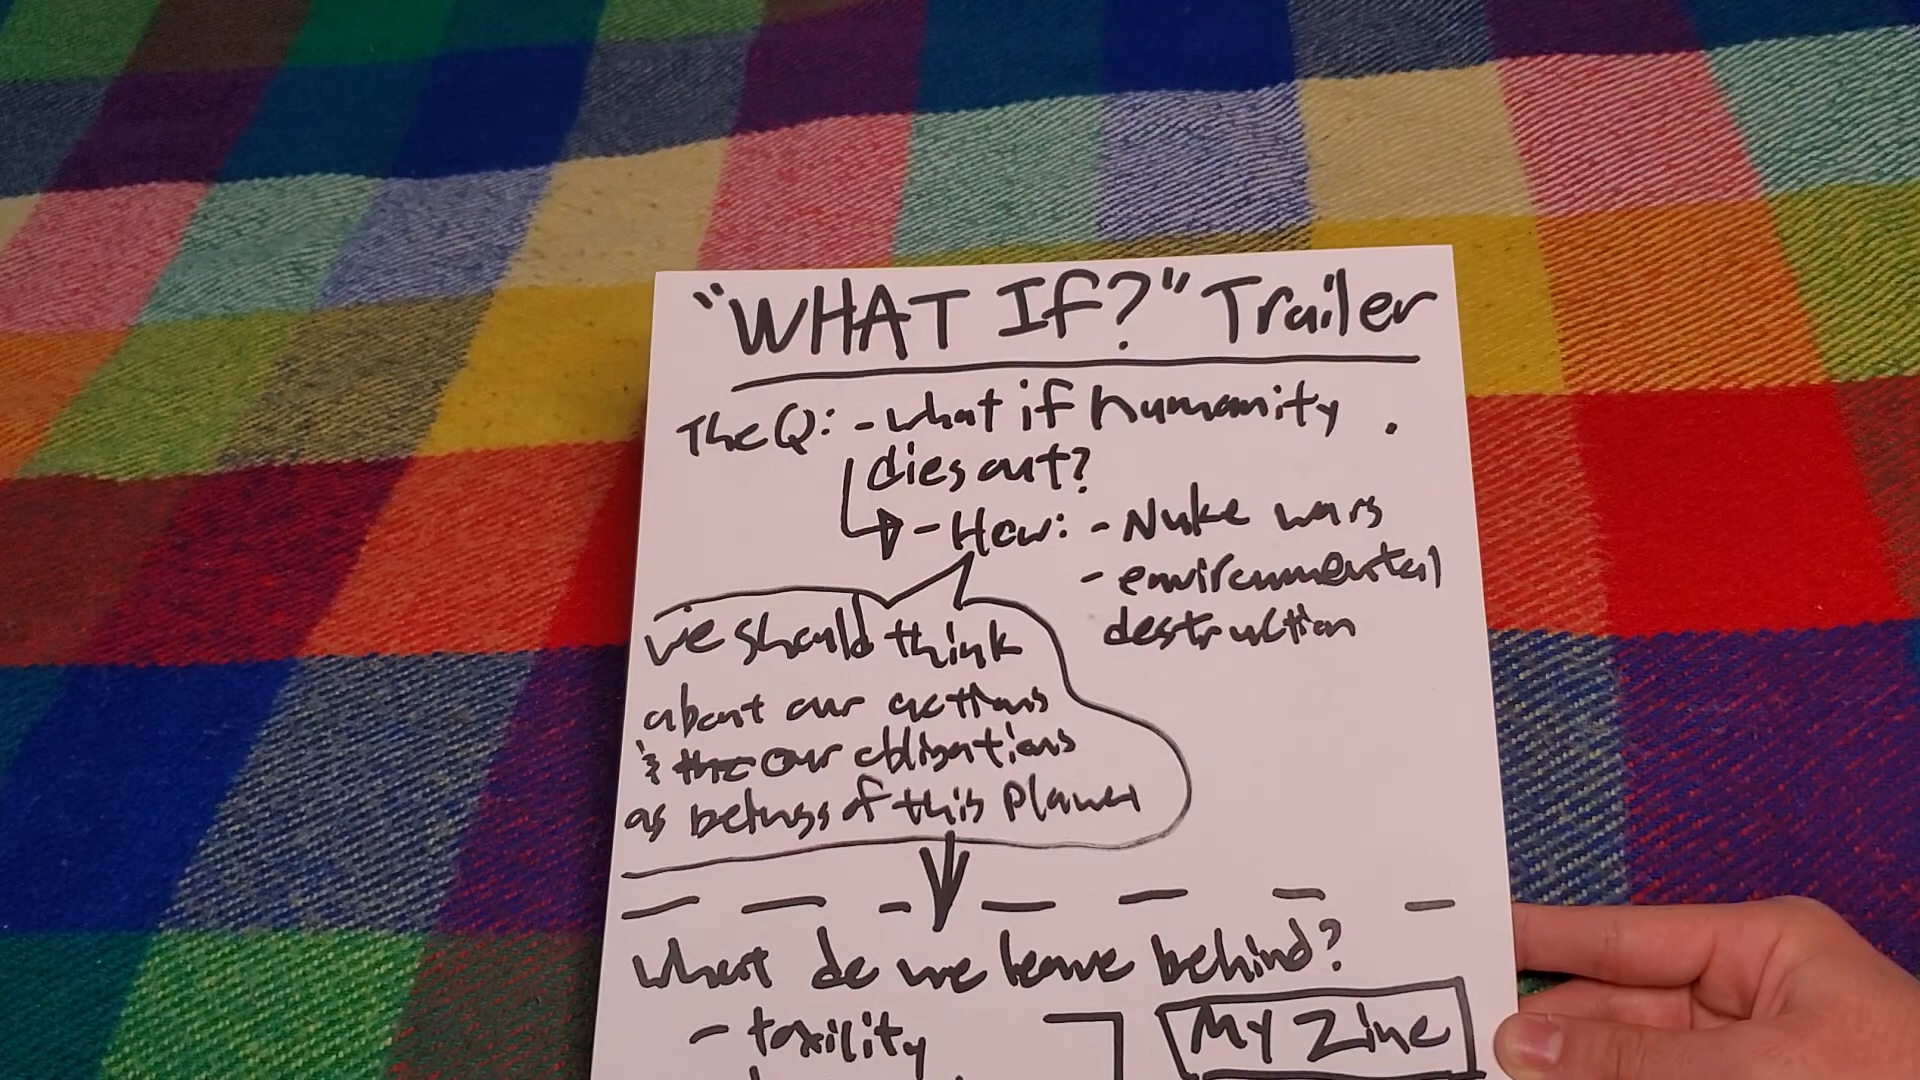 "WHAT IF?" Trailer
The Q: - what if humanity
dies out?
- How: - Nuke wars
- environmental
destruction
we should think
about our actions
& the our obligations
as beings of this planet
what do we leave behind?
- toxicity
My Zine